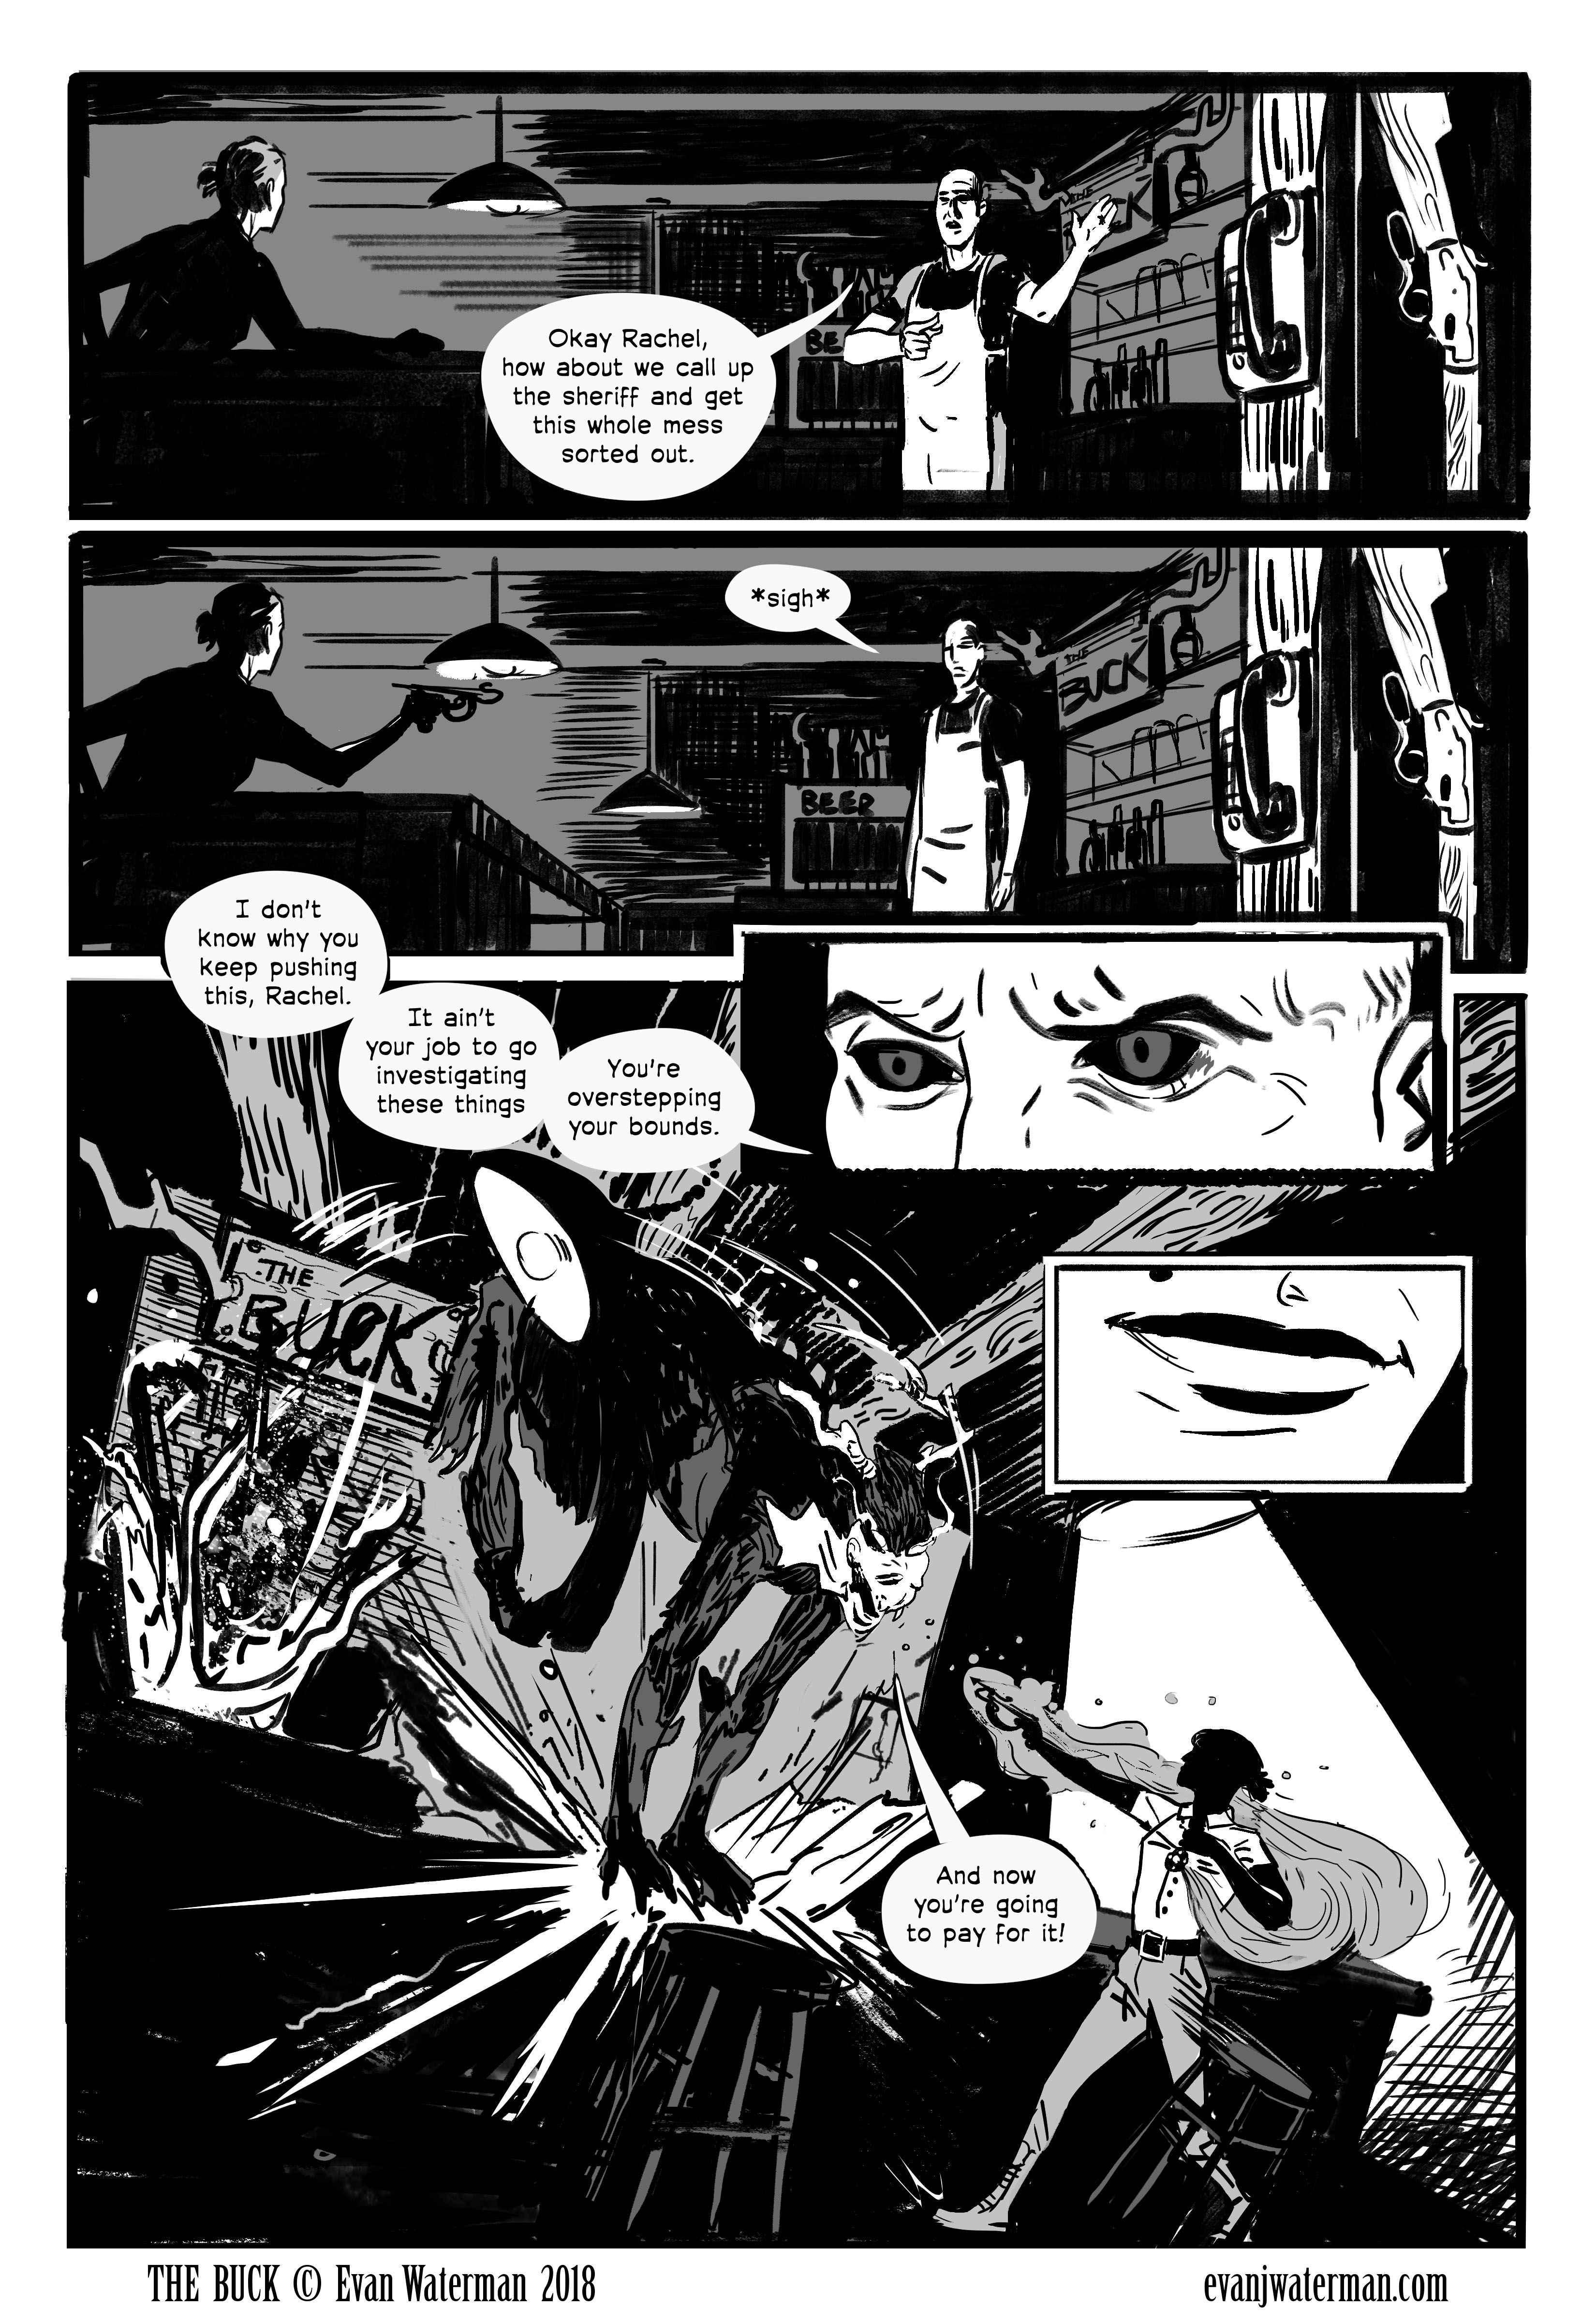 Okay Rachel,
how about we call up
the sheriff and get
this whole mess
sorted out.
BE
*sigh*
THE
BUCK
BEER
I don't
know why you
keep pushing
this, Rachel.
It ain't
your job to go
investigating
these things
You're
overstepping
your bounds.
THE
BUCK
And now
you're going
to pay for it!
THE BUCK © Evan Waterman 2018
evanjwaterman.com